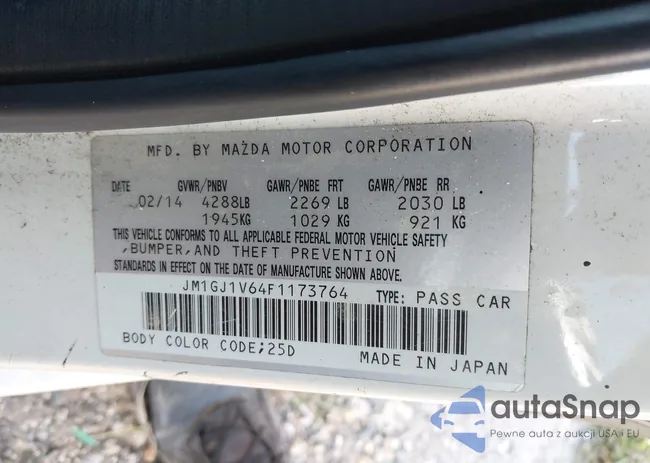 MFD. BY MAZDA MOTOR CORPORATION
DATE GVWR/PNBV GAWR/PNBE FRT GAWR/PNBE RR
02/14 4288LB 2269 LB 2030 LB
1945KG 1029 KG 921 KG
THIS VEHICLE CONFORMS TO ALL APPLICABLE FEDERAL MOTOR VEHICLE SAFETY
,BUMPER,AND THEFT PREVENTION
STANDARDS IN EFFECT ON THE DATE OF MANUFACTURE SHOWN ABOVE.
JM1GJ1V64F1173764 TYPE: PASS CAR
BODY COLOR CODE;25D MADE IN JAPAN
autoSnap
Pewne auta z aukcji USA i EU